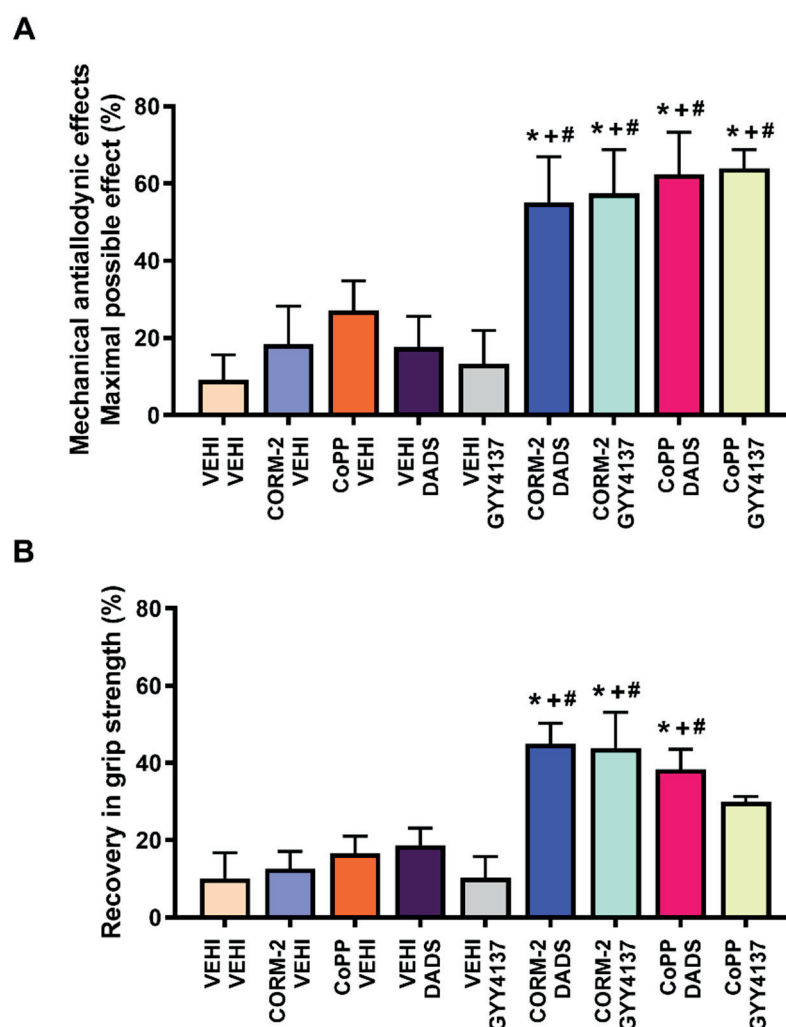 A
Mechanical antiallodynic effects
Maximal possible effect (%)
80
60
40
20
0
*+#
*+#
*+#
*+#
VEHI
VEHI
CORM-2
VEHI
CoPP
VEHI
VEHI
DADS
VEHI
GYY4137
CORM-2
DADS
CORM-2
GYY4137
CoPP
DADS
CoPP
GYY4137
B
Recovery in grip strength (%)
80
60
40
20
0
*+#
*+#
*+#
VEHI
VEHI
CORM-2
VEHI
CoPP
VEHI
VEHI
DADS
VEHI
GYY4137
CORM-2
DADS
CORM-2
GYY4137
CoPP
DADS
CoPP
GYY4137